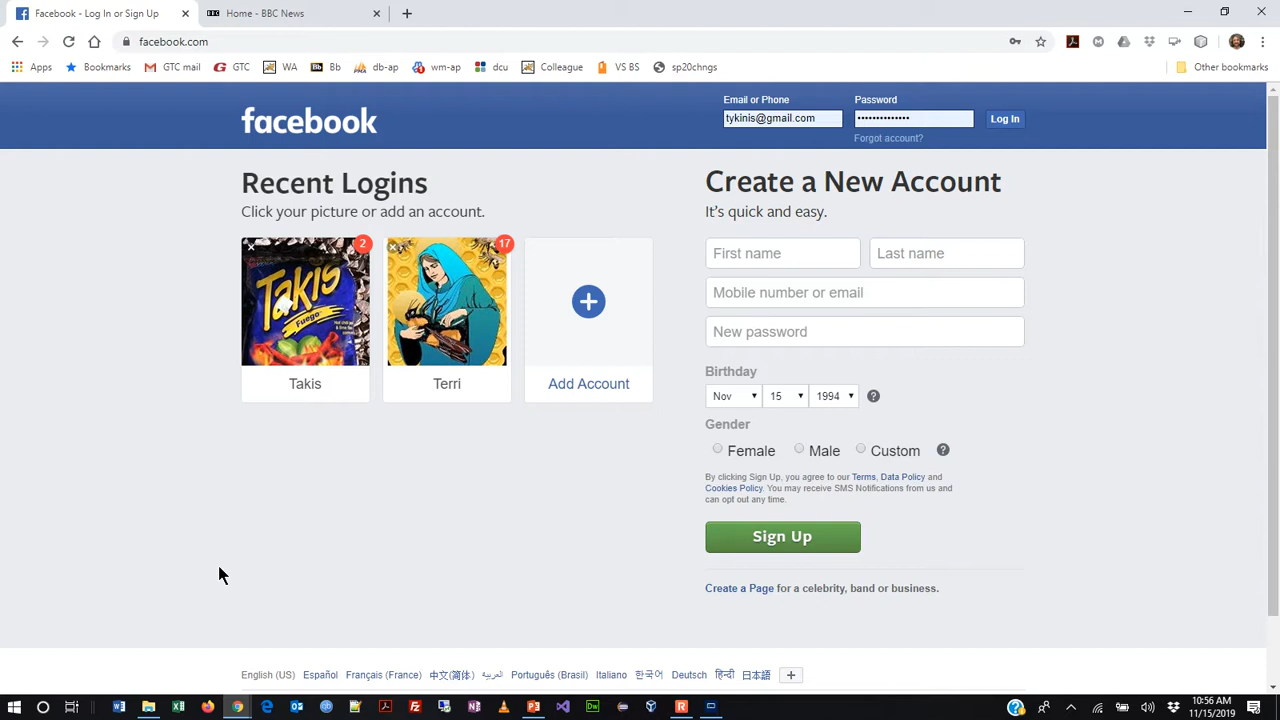 Facebook - Log In or Sign Up
Home - BBC News
facebook.com
Apps
Bookmarks
GTC mail
GTC
WA
Bb
db-ap
wm-ap
dcu
Colleague
VS BS
sp20chngs
Other bookmarks
facebook
Email or Phone
Password
tykinis@gmail.com
••••••••••••••
Log In
Forgot account?
Recent Logins
Click your picture or add an account.
Create a New Account
It's quick and easy.
2
17
Takis
Fuego
Takis
Terri
Add Account
First name
Last name
Mobile number or email
New password
Birthday
Nov
15
1994
Gender
Female
Male
Custom
By clicking Sign Up, you agree to our Terms, Data Policy and
Cookies Policy. You may receive SMS Notifications from us and
can opt out any time.
Sign Up
Create a Page for a celebrity, band or business.
English (US) Español Français (France) 中文(简体) العربية Português (Brasil) Italiano 한국어 Deutsch हिन्दी 日本語
10:56 AM
11/15/2019